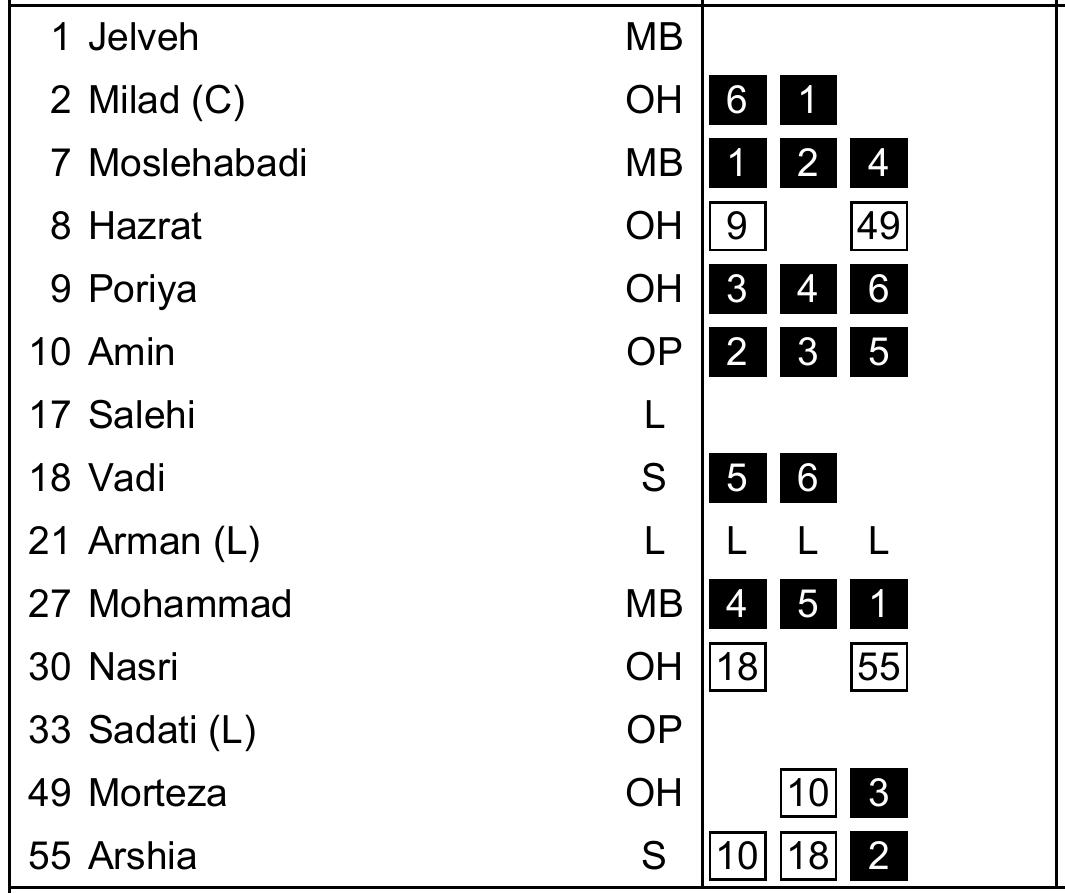 1 Jelveh MB
2 Milad (C) OH 6 1
7 Moslehabadi MB 1 2 4
8 Hazrat OH 9 49
9 Poriya OH 3 4 6
10 Amin OP 2 3 5
17 Salehi L
18 Vadi S 5 6
21 Arman (L) L L L L
27 Mohammad MB 4 5 1
30 Nasri OH 18 55
33 Sadati (L) OP
49 Morteza OH 10 3
55 Arshia S 10 18 2